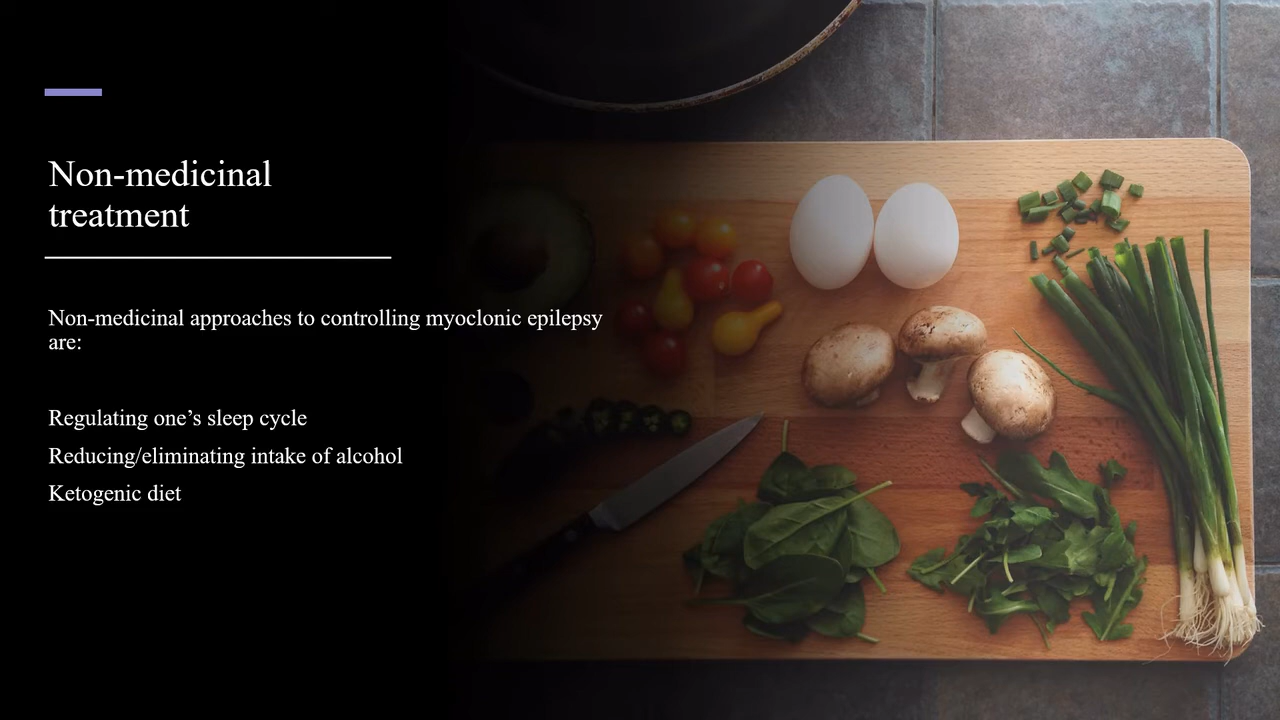 Non-medicinal
treatment
Non-medicinal approaches to controlling myoclonic epilepsy
are:
Regulating one’s sleep cycle
Reducing/eliminating intake of alcohol
Ketogenic diet